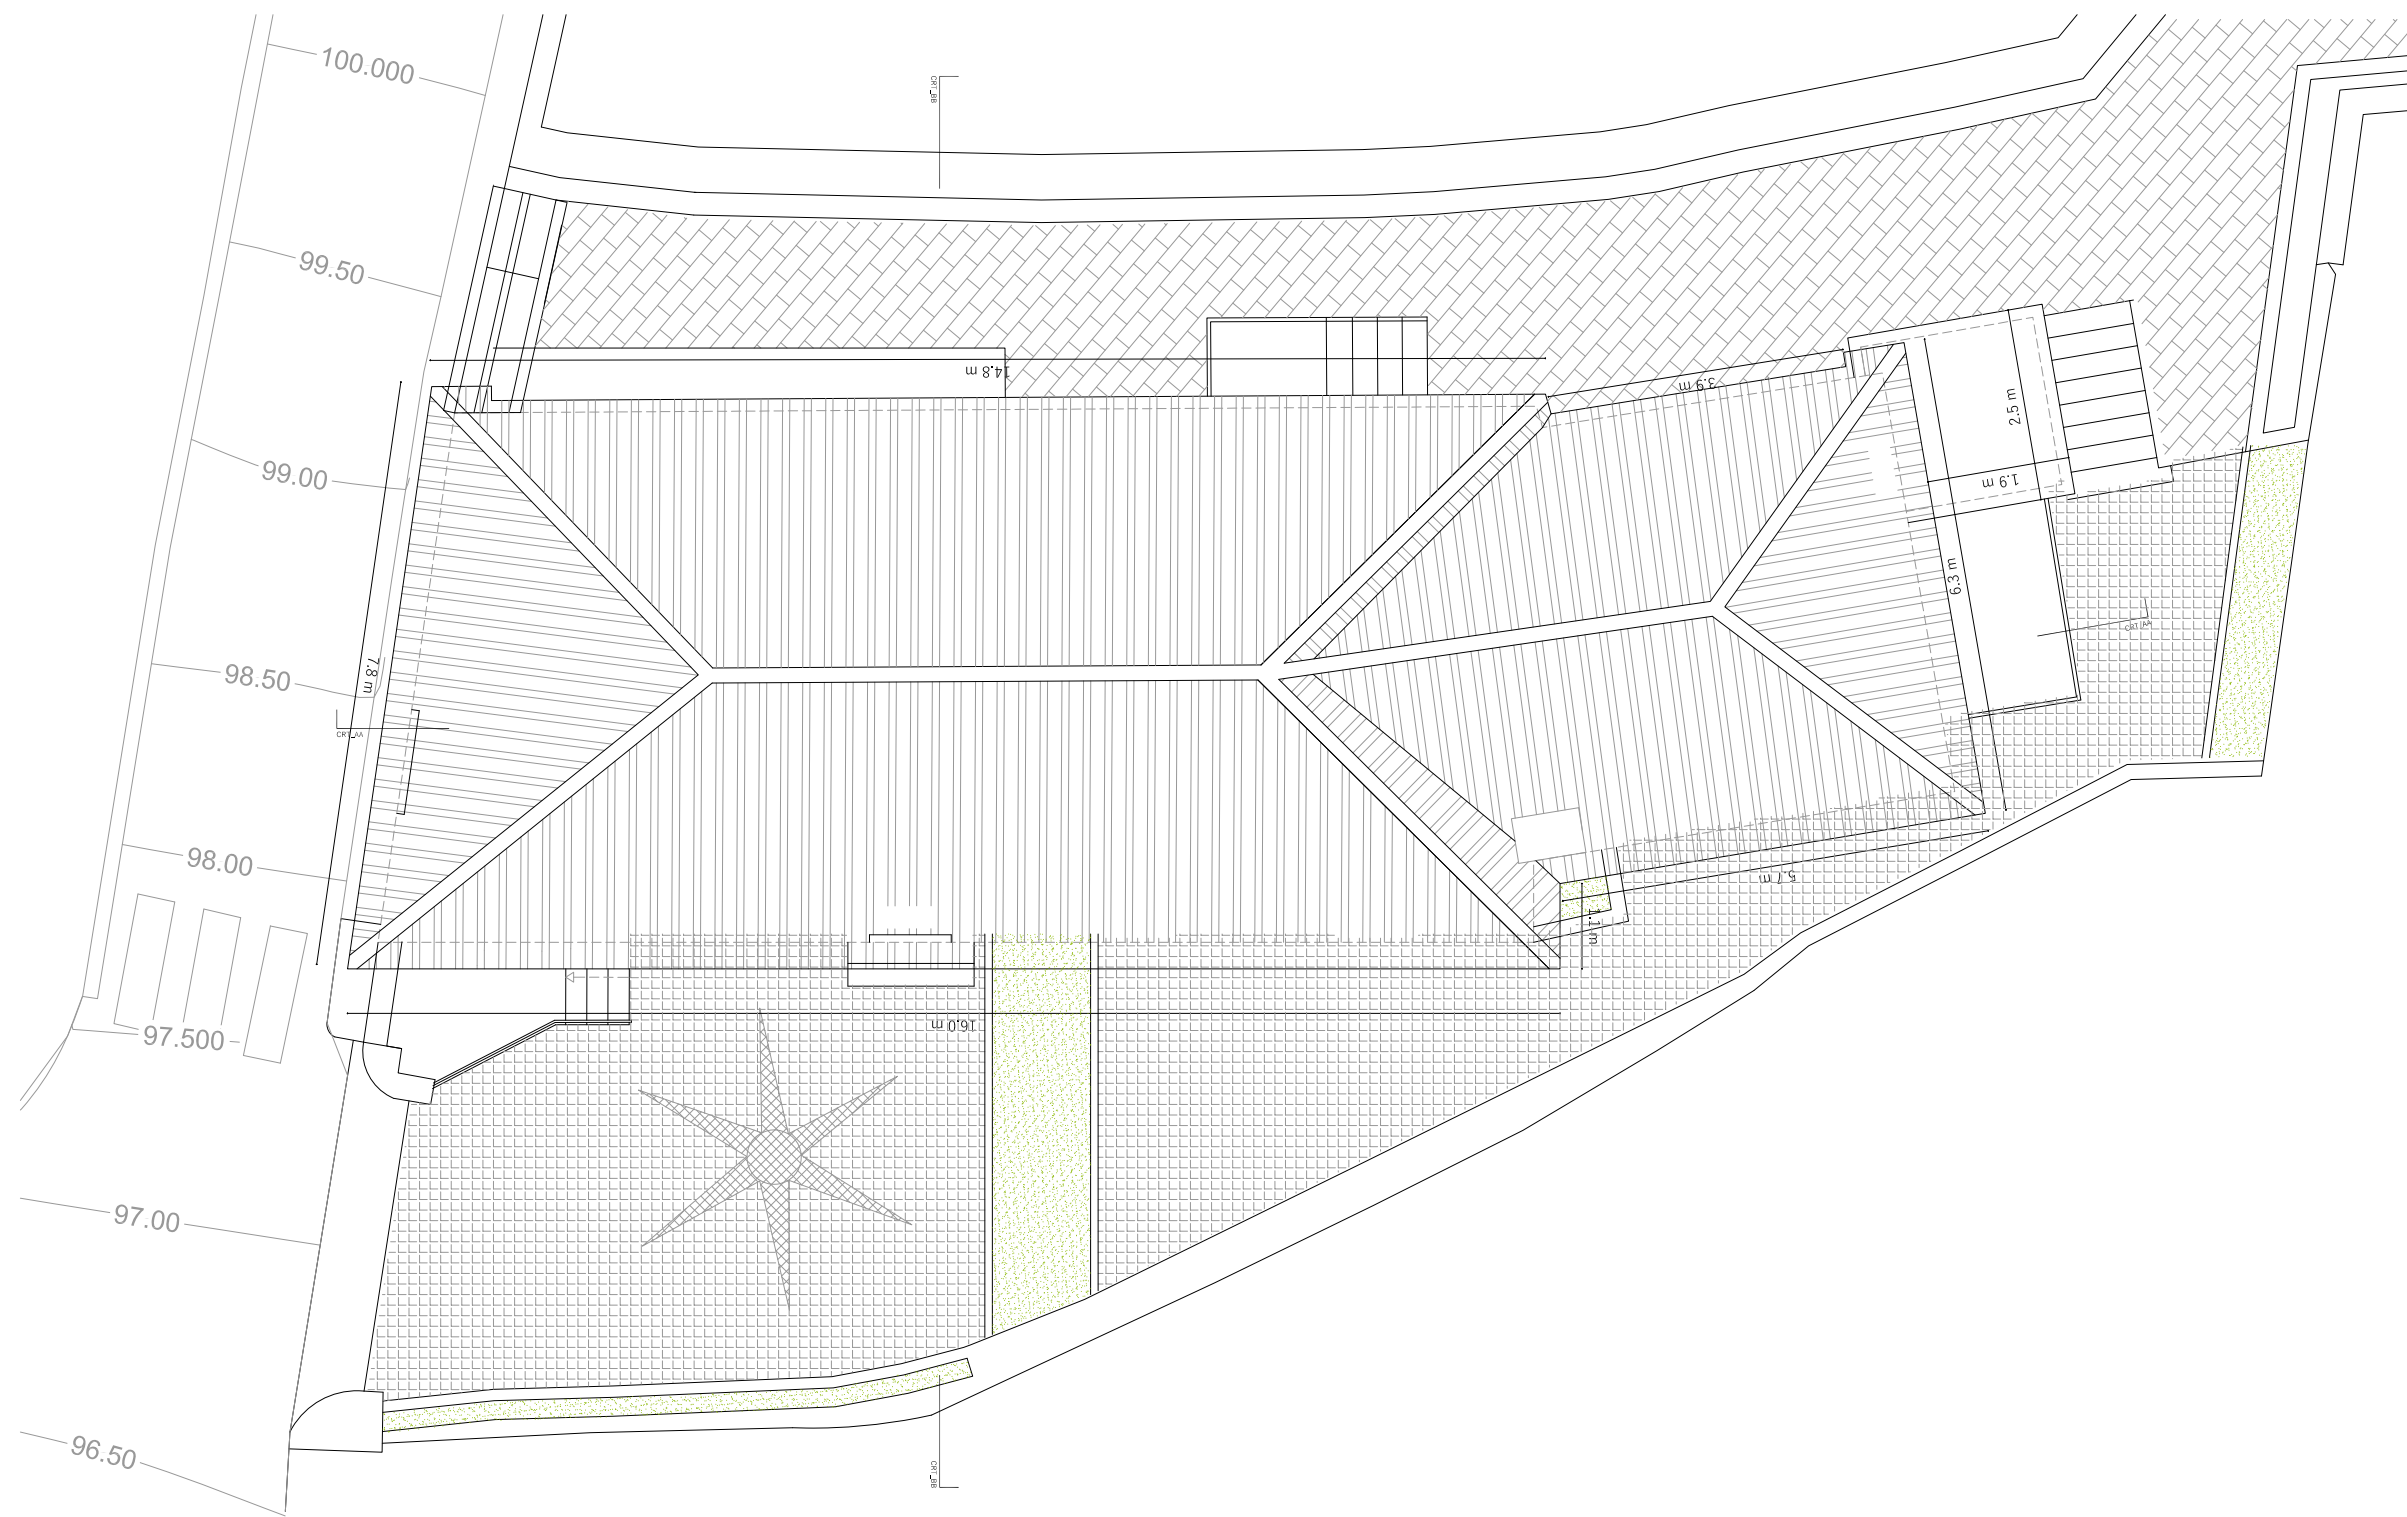 100.000
CRT_BB
99.50
14.8 m
3.9 m
2.5 m
99.00
1.9 m
6.3 m
CRT_AA
98.50
7.8 m
CRT_AA
98.00
5.7 m
1.1 m
97.500
16.0 m
97.00
96.50
CRT_BB